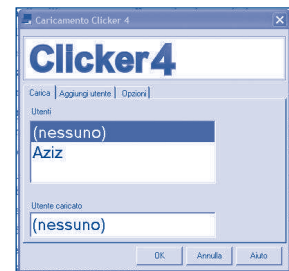 Caricamento Clicker 4
Clicker4
Carica Aggiungi utente Opzioni
Utenti
(nessuno)
Aziz
Utente caricato
(nessuno)
OK Annulla Aiuto